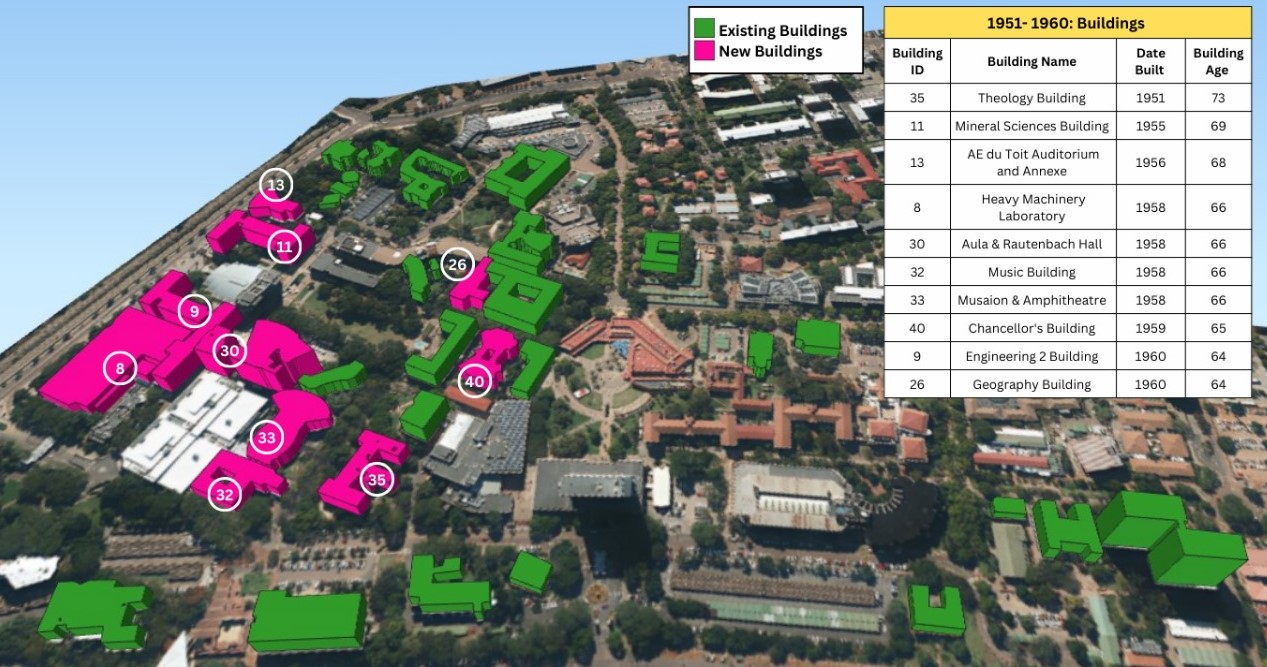 Existing Buildings
New Buildings
1951- 1960: Buildings
Building ID | Building Name | Date Built | Building Age
35 | Theology Building | 1951 | 73
11 | Mineral Sciences Building | 1955 | 69
13 | AE du Toit Auditorium and Annexe | 1956 | 68
8 | Heavy Machinery Laboratory | 1958 | 66
30 | Aula & Rautenbach Hall | 1958 | 66
32 | Music Building | 1958 | 66
33 | Musaion & Amphitheatre | 1958 | 66
40 | Chancellor's Building | 1959 | 65
9 | Engineering 2 Building | 1960 | 64
26 | Geography Building | 1960 | 64
13
11
26
9
30
8
40
33
35
32